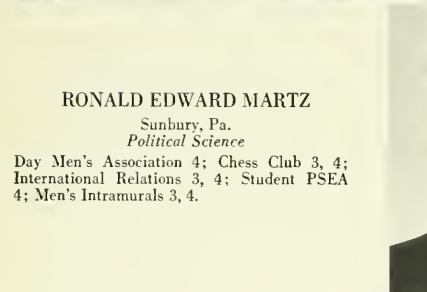 RONALD EDWARD MARTZ
Sunbury, Pa.
Political Science
Day Men's Association 4; Chess Club 3, 4;
International Relations 3, 4; Student PSEA
4; Men's Intramurals 3, 4.